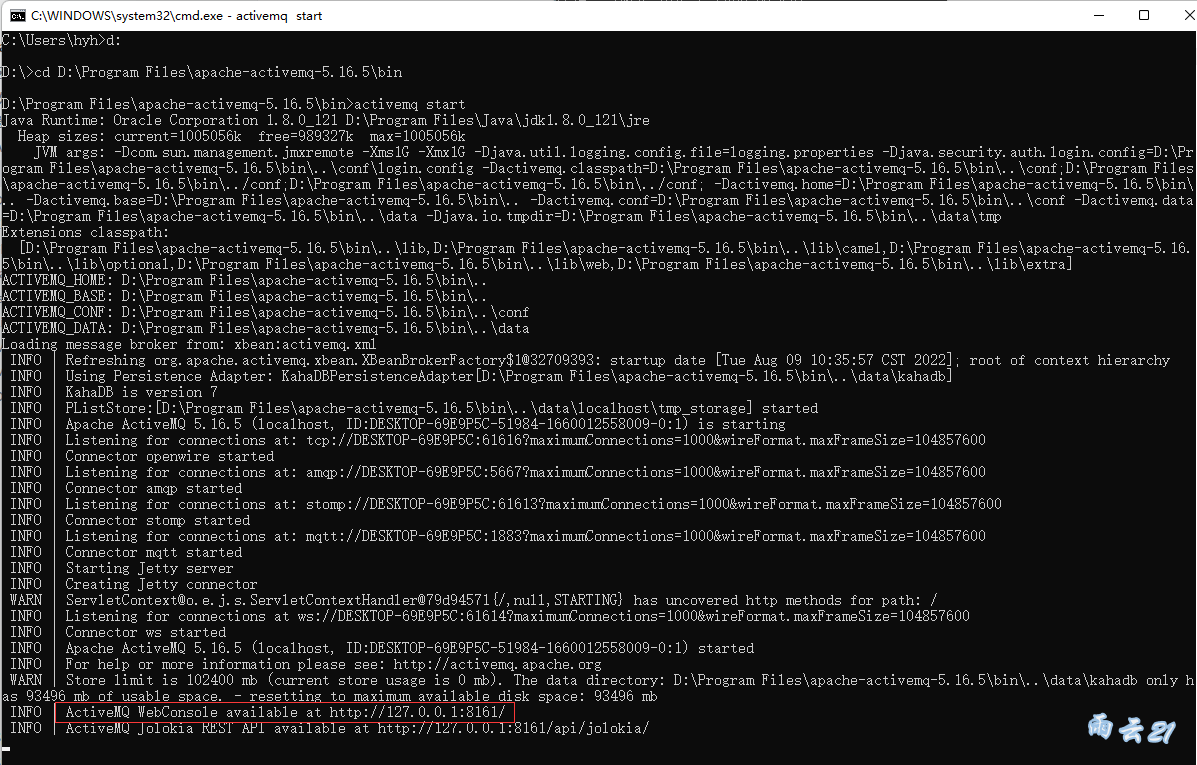 C:\WINDOWS\system32\cmd.exe - activemq start
C:\Users\hyh>d:
D:\>cd D:\Program Files\apache-activemq-5.16.5\bin
D:\Program Files\apache-activemq-5.16.5\bin>activemq start
Java Runtime: Oracle Corporation 1.8.0_121 D:\Program Files\Java\jdk1.8.0_121\jre
Heap sizes: current=1005056k free=989327k max=1005056k
JVM args: -Dcom.sun.management.jmxremote -Xms1G -Xmx1G -Djava.util.logging.config.file=logging.properties -Djava.security.auth.login.config=D:\Pr
ogram Files\apache-activemq-5.16.5\bin\..\conf\login.config -Dactivemq.classpath=D:\Program Files\apache-activemq-5.16.5\bin\..\conf;D:\Program Files
\apache-activemq-5.16.5\bin\../conf;D:\Program Files\apache-activemq-5.16.5\bin\../conf; -Dactivemq.home=D:\Program Files\apache-activemq-5.16.5\bin\
.. -Dactivemq.base=D:\Program Files\apache-activemq-5.16.5\bin\.. -Dactivemq.conf=D:\Program Files\apache-activemq-5.16.5\bin\..\conf -Dactivemq.data
=D:\Program Files\apache-activemq-5.16.5\bin\..\data -Djava.io.tmpdir=D:\Program Files\apache-activemq-5.16.5\bin\..\data\tmp
Extensions classpath:
[D:\Program Files\apache-activemq-5.16.5\bin\..\lib,D:\Program Files\apache-activemq-5.16.5\bin\..\lib\camel,D:\Program Files\apache-activemq-5.16.
5\bin\..\lib\optional,D:\Program Files\apache-activemq-5.16.5\bin\..\lib\web,D:\Program Files\apache-activemq-5.16.5\bin\..\lib\extra]
ACTIVEMQ_HOME: D:\Program Files\apache-activemq-5.16.5\bin\..
ACTIVEMQ_BASE: D:\Program Files\apache-activemq-5.16.5\bin\..
ACTIVEMQ_CONF: D:\Program Files\apache-activemq-5.16.5\bin\..\conf
ACTIVEMQ_DATA: D:\Program Files\apache-activemq-5.16.5\bin\..\data
Loading message broker from: xbean:activemq.xml
INFO | Refreshing org.apache.activemq.xbean.XBeanBrokerFactory$1@32709393: startup date [Tue Aug 09 10:35:57 CST 2022]; root of context hierarchy
INFO | Using Persistence Adapter: KahaDBPersistenceAdapter[D:\Program Files\apache-activemq-5.16.5\bin\..\data\kahadb]
INFO | KahaDB is version 7
INFO | PListStore:[D:\Program Files\apache-activemq-5.16.5\bin\..\data\localhost\tmp_storage] started
INFO | Apache ActiveMQ 5.16.5 (localhost, ID:DESKTOP-69E9P5C-51984-1660012558009-0:1) is starting
INFO | Listening for connections at: tcp://DESKTOP-69E9P5C:61616?maximumConnections=1000&wireFormat.maxFrameSize=104857600
INFO | Connector openwire started
INFO | Listening for connections at: amqp://DESKTOP-69E9P5C:5667?maximumConnections=1000&wireFormat.maxFrameSize=104857600
INFO | Connector amqp started
INFO | Listening for connections at: stomp://DESKTOP-69E9P5C:61613?maximumConnections=1000&wireFormat.maxFrameSize=104857600
INFO | Connector stomp started
INFO | Listening for connections at: mqtt://DESKTOP-69E9P5C:1883?maximumConnections=1000&wireFormat.maxFrameSize=104857600
INFO | Connector mqtt started
INFO | Starting Jetty server
INFO | Creating Jetty connector
WARN | ServletContext@o.e.j.s.ServletContextHandler@79d94571{/,null,STARTING} has uncovered http methods for path: /
INFO | Listening for connections at ws://DESKTOP-69E9P5C:61614?maximumConnections=1000&wireFormat.maxFrameSize=104857600
INFO | Connector ws started
INFO | Apache ActiveMQ 5.16.5 (localhost, ID:DESKTOP-69E9P5C-51984-1660012558009-0:1) started
INFO | For help or more information please see: http://activemq.apache.org
WARN | Store limit is 102400 mb (current store usage is 0 mb). The data directory: D:\Program Files\apache-activemq-5.16.5\bin\..\data\kahadb only h
as 93496 mb of usable space. - resetting to maximum available disk space: 93496 mb
INFO | ActiveMQ WebConsole available at http://127.0.0.1:8161/
INFO | ActiveMQ Jolokia REST API available at http://127.0.0.1:8161/api/jolokia/
雨云21